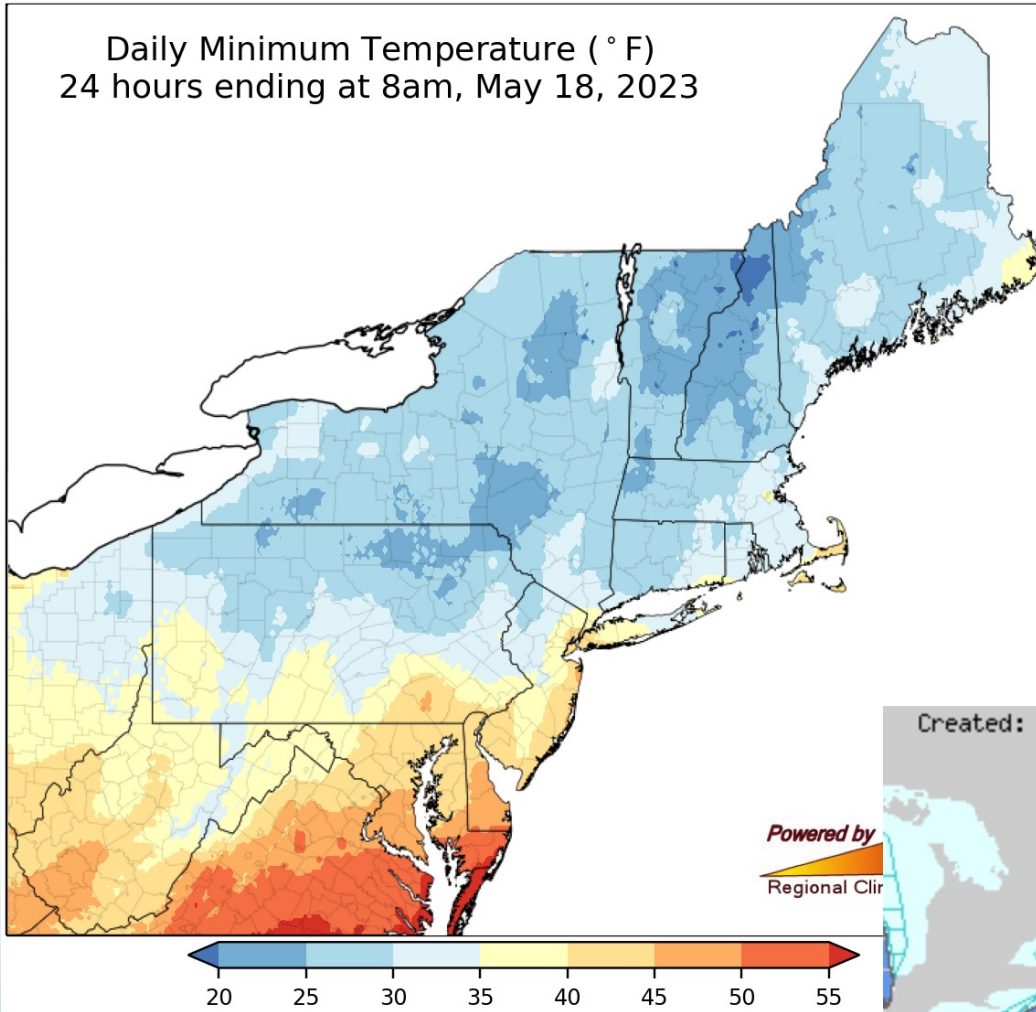 Daily Minimum Temperature (°F)
24 hours ending at 8am, May 18, 2023
Created:
Powered by
Regional
20 25 30 35 40 45 50 55